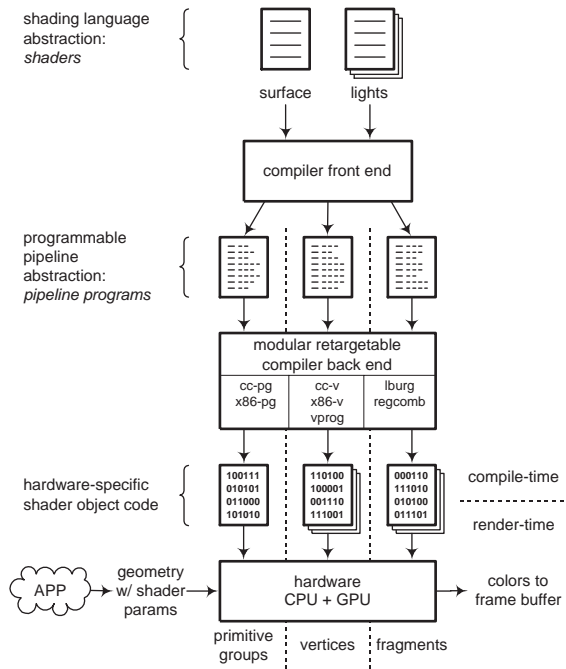 shading language
abstraction:
shaders
surface
lights
compiler front end
programmable
pipeline
abstraction:
pipeline programs
modular retargetable
compiler back end
cc-pg
x86-pg
cc-v
x86-v
vprog
lburg
regcomb
hardware-specific
shader object code
100111
010101
011000
101010
110100
100001
001110
111001
000110
111010
010100
011101
compile-time
render-time
APP
geometry
w/ shader
params
hardware
CPU + GPU
colors to
frame buffer
primitive
groups
vertices
fragments